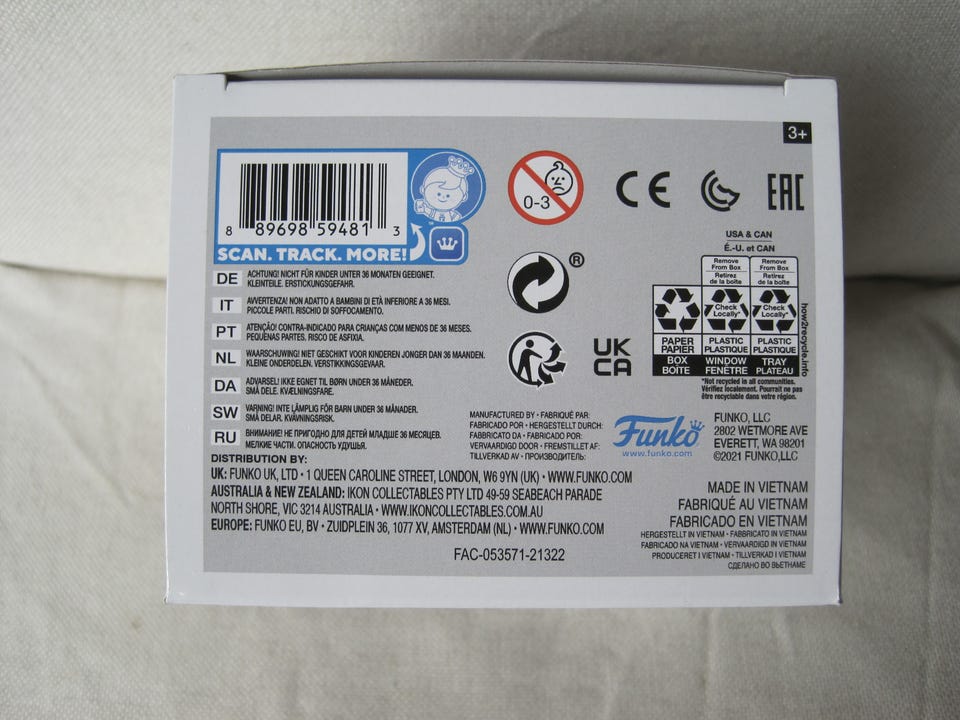 3+
8 89698 59481 3
SCAN. TRACK. MORE!
0-3
CE
EAC
®
UK
CA
USA & CAN
É.-U. et CAN
Remove From Box
Retirez de la boîte
Remove From Box
Retirez de la boîte
Check Locally*
Check Locally*
PAPER
PAPIER
BOX
BOÎTE
PLASTIC
PLASTIQUE
WINDOW
FENÊTRE
PLASTIC
PLASTIQUE
TRAY
PLATEAU
how2recycle.info
*Not recycled in all communities.
Vérifiez localement. Pourrait ne pas
être recyclable dans votre région.
DE ACHTUNG! NICHT FÜR KINDER UNTER 36 MONATEN GEEIGNET.
KLEINTEILE. ERSTICKUNGSGEFAHR.
IT AVVERTENZA! NON ADATTO A BAMBINI DI ETÀ INFERIORE A 36 MESI.
PICCOLE PARTI. RISCHIO DI SOFFOCAMENTO.
PT ATENÇÃO! CONTRA-INDICADO PARA CRIANÇAS COM MENOS DE 36 MESES.
PEQUENAS PARTES. RISCO DE ASFIXIA.
NL WAARSCHUWING! NIET GESCHIKT VOOR KINDEREN JONGER DAN 36 MAANDEN.
KLEINE ONDERDELEN. VERSTIKKINGSGEVAAR.
DA ADVARSEL! IKKE EGNET TIL BØRN UNDER 36 MÅNEDER.
SMÅ DELE. KVÆLNINGSFARE.
SW VARNING! INTE LÄMPLIG FÖR BARN UNDER 36 MÅNADER.
SMÅ DELAR. KVÄVNINGSRISK.
RU ВНИМАНИЕ! НЕ ПРИГОДНО ДЛЯ ДЕТЕЙ МЛАДШЕ 36 МЕСЯЦЕВ.
МЕЛКИЕ ЧАСТИ. ОПАСНОСТЬ УДУШЬЯ.
MANUFACTURED BY • FABRIQUÉ PAR:
FABRICADO POR • HERGESTELLT DURCH:
FABBRICATO DA • FABRICADO POR:
VERVAARDIGD DOOR • FREMSTILLET AF:
TILLVERKAD AV • ПРОИЗВОДИТЕЛЬ:
Funko
www.funko.com
FUNKO, LLC
2802 WETMORE AVE
EVERETT, WA 98201
©2021 FUNKO,LLC
DISTRIBUTION BY:
UK: FUNKO UK, LTD • 1 QUEEN CAROLINE STREET, LONDON, W6 9YN (UK) • WWW.FUNKO.COM
AUSTRALIA & NEW ZEALAND: IKON COLLECTABLES PTY LTD 49-59 SEABEACH PARADE
NORTH SHORE, VIC 3214 AUSTRALIA • WWW.IKONCOLLECTABLES.COM.AU
EUROPE: FUNKO EU, BV • ZUIDPLEIN 36, 1077 XV, AMSTERDAM (NL) • WWW.FUNKO.COM
FAC-053571-21322
MADE IN VIETNAM
FABRIQUÉ AU VIETNAM
FABRICADO EN VIETNAM
HERGESTELLT IN VIETNAM • FABBRICATO IN VIETNAM
FABRICADO NA VIETNAM • VERVAARDIGD IN VIETNAM
PRODUCERET I VIETNAM • TILLVERKAD I VIETNAM
СДЕЛАНО ВО ВЬЕТНАМЕ